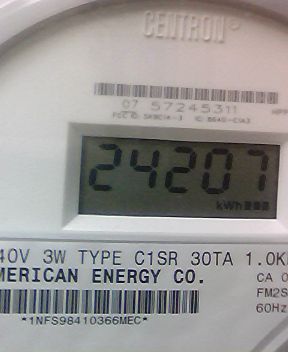 CENTRON®
07 57245311
24207
kWh
40V 3W TYPE C1SR 30TA 1.0K
MERICAN ENERGY CO.
CA 0
FM2S
60Hz
*1NFS98410366MEC*